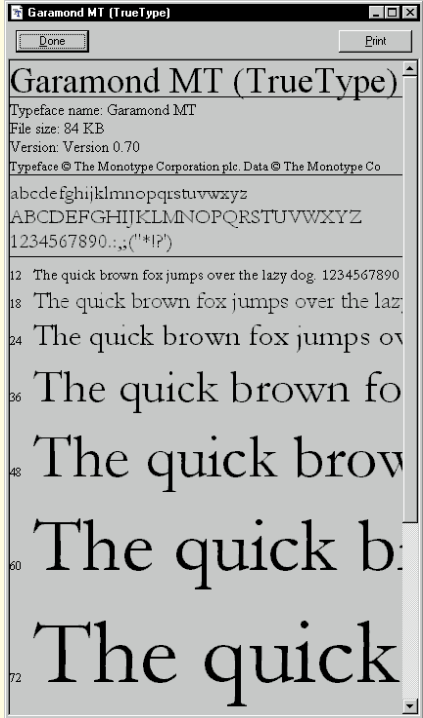 Garamond MT (TrueType)
Done Print
Garamond MT (TrueType)
Typeface name: Garamond MT
File size: 84 KB
Version: Version 0.70
Typeface © The Monotype Corporation plc. Data © The Monotype Co
abcdefghijklmnopqrstuvwxyz
ABCDEFGHIJKLMNOPQRSTUVWXYZ
1234567890.:,;("*!?')
12 The quick brown fox jumps over the lazy dog. 1234567890
18 The quick brown fox jumps over the laz
24 The quick brown fox jumps ov
36 The quick brown fo
48 The quick brow
60 The quick b
72 The quick